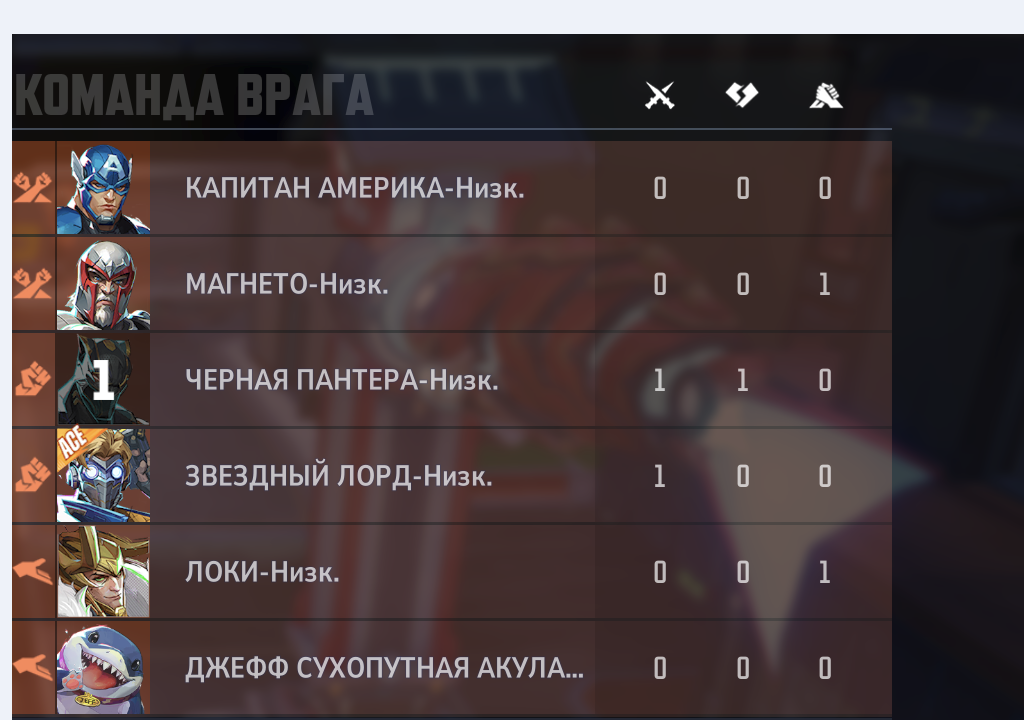 КОМАНДА ВРАГА
КАПИТАН АМЕРИКА-Низк. 0 0 0
МАГНЕТО-Низк. 0 0 1
1 ЧЕРНАЯ ПАНТЕРА-Низк. 1 1 0
ACE
ЗВЕЗДНЫЙ ЛОРД-Низк. 1 0 0
ЛОКИ-Низк. 0 0 1
ДЖЕФФ СУХОПУТНАЯ АКУЛА... 0 0 0